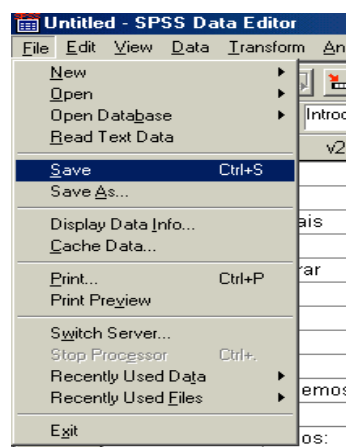 Untitled - SPSS Data Editor
File Edit View Data Transform An
New
Open
Open Database
Introd
Read Text Data
v2
Save Ctrl+S
Save As...
Display Data Info...
ais
Cache Data...
Print... Ctrl+P
rar
Print Preview
Switch Server...
Stop Processor Ctrl+.
Recently Used Data
Recently Used Files
emos
Exit
os: